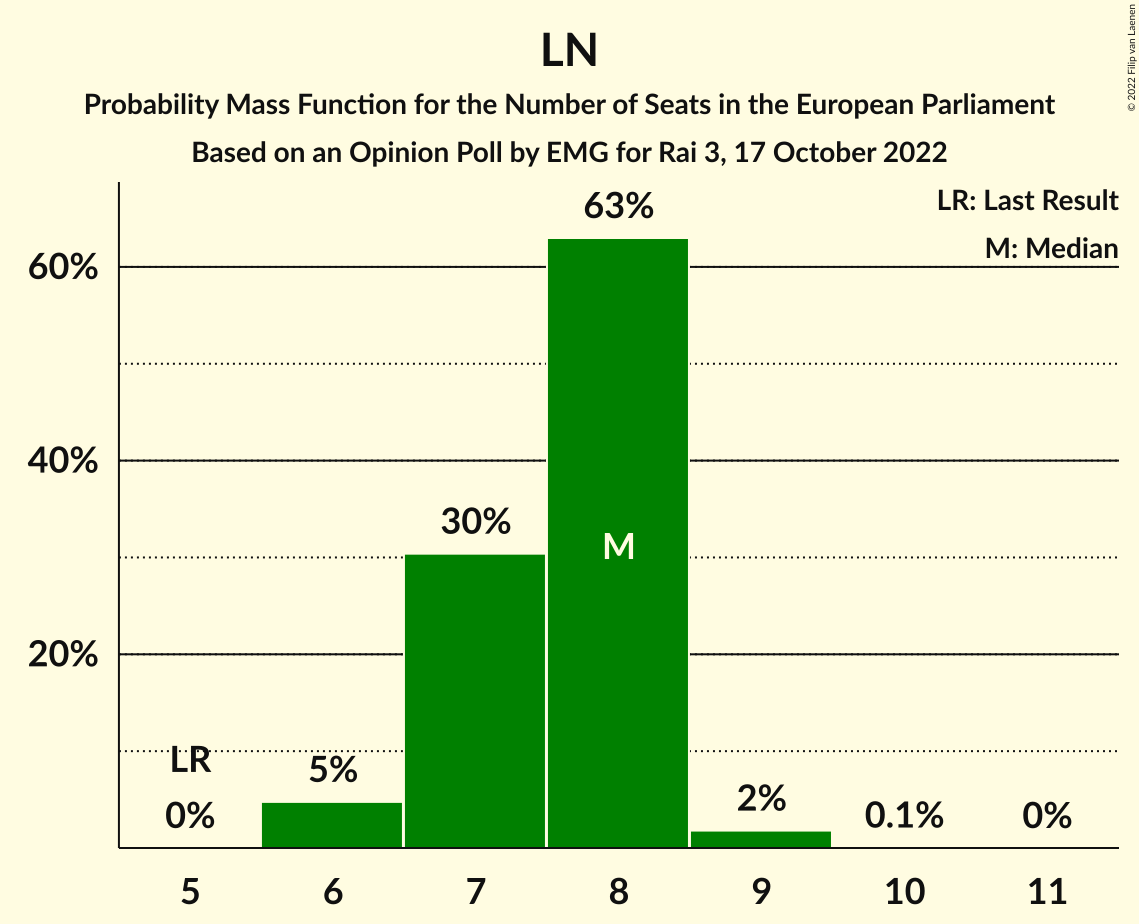 LN
Probability Mass Function for the Number of Seats in the European Parliament
Based on an Opinion Poll by EMG for Rai 3, 17 October 2022
© 2022 Filip van Laenen
LR: Last Result
M: Median
63%
60%
40%
30%
M
20%
LR
5%
2%
0%
0.1%
0%
5 6 7 8 9 10 11